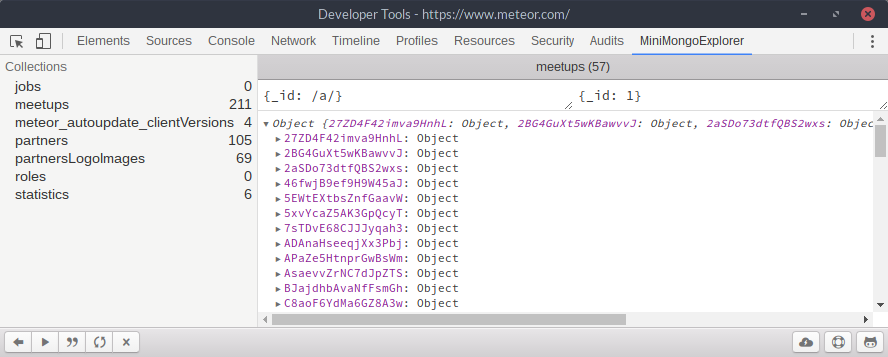 Developer Tools - https://www.meteor.com/
Elements Sources Console Network Timeline Profiles Resources Security Audits MiniMongoExplorer
Collections
jobs 0
meetups 211
meteor_autoupdate_clientVersions 4
partners 105
partnersLogoImages 69
roles 0
statistics 6
meetups (57)
{_id: /a/} {_id: 1}
Object {27ZD4F42imva9HnhL: Object, 2BG4GuXt5wKBawvvJ: Object, 2aSDo73dtfQBS2wxs: Objec
27ZD4F42imva9HnhL: Object
2BG4GuXt5wKBawvvJ: Object
2aSDo73dtfQBS2wxs: Object
46fwjB9ef9H9W45aJ: Object
5EWtEXtbsZnfGaavW: Object
5xvYcaZ5AK3GpQcyT: Object
7sTDvE68CJJJyqah3: Object
ADAnaHseeqjXx3Pbj: Object
APaZe5HtnprGwBsWm: Object
AsaevvZrNC7dJpZTS: Object
BJajdhbAvaNfFsmGh: Object
C8aoF6YdMa6GZ8A3w: Object